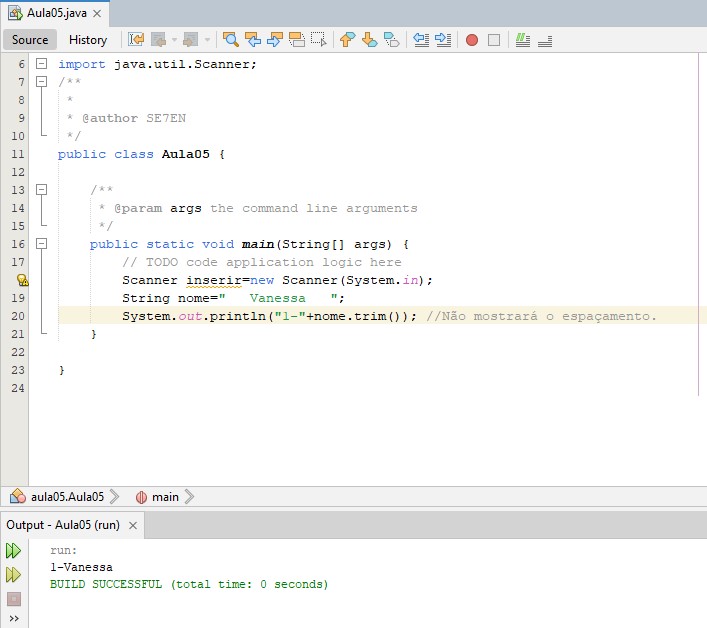 Aula05.java ×
Source History
6 import java.util.Scanner;
7 /**
8 *
9 * @author SE7EN
10 */
11 public class Aula05 {
12
13 /**
14 * @param args the command line arguments
15 */
16 public static void main(String[] args) {
17 // TODO code application logic here
Scanner inserir=new Scanner(System.in);
19 String nome="   Vanessa   ";
20 System.out.println("1-"+nome.trim()); //Não mostrará o espaçamento.
21 }
22
23 }
24
aula05.Aula05 main
Output - Aula05 (run) ×
run:
1-Vanessa
BUILD SUCCESSFUL (total time: 0 seconds)